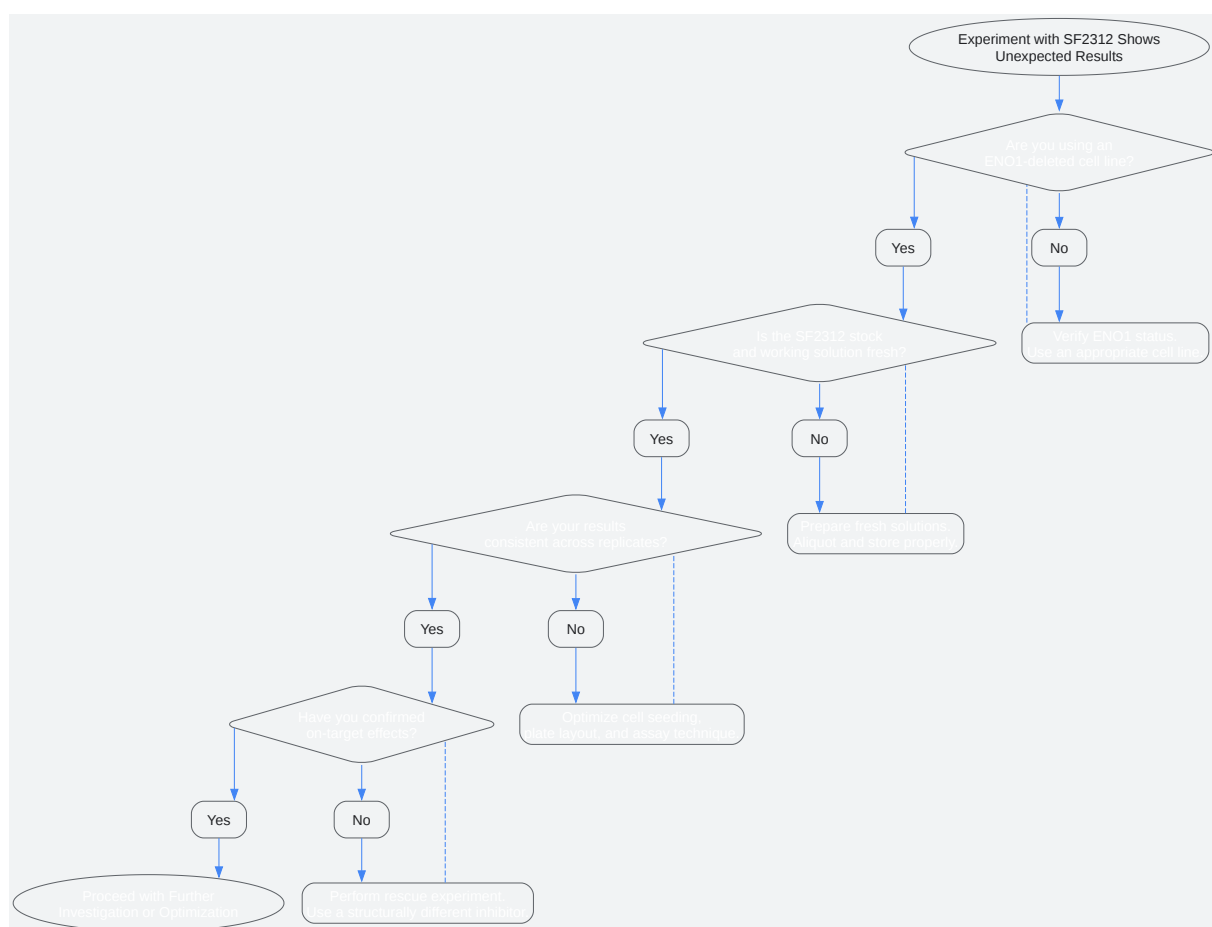 Experiment with SF2312 Shows
Unexpected Results
Are you using an
ENO1-deleted cell line?
Yes
No
Is the SF2312 stock
and working solution fresh?
Verify ENO1 status.
Use an appropriate cell line.
Yes
No
Are your results
consistent across replicates?
Prepare fresh solutions.
Aliquot and store properly.
Yes
No
Have you confirmed
on-target effects?
Optimize cell seeding,
plate layout, and assay technique.
Yes
No
Proceed with Further
Investigation or Optimization
Perform rescue experiment.
Use a structurally different inhibitor.